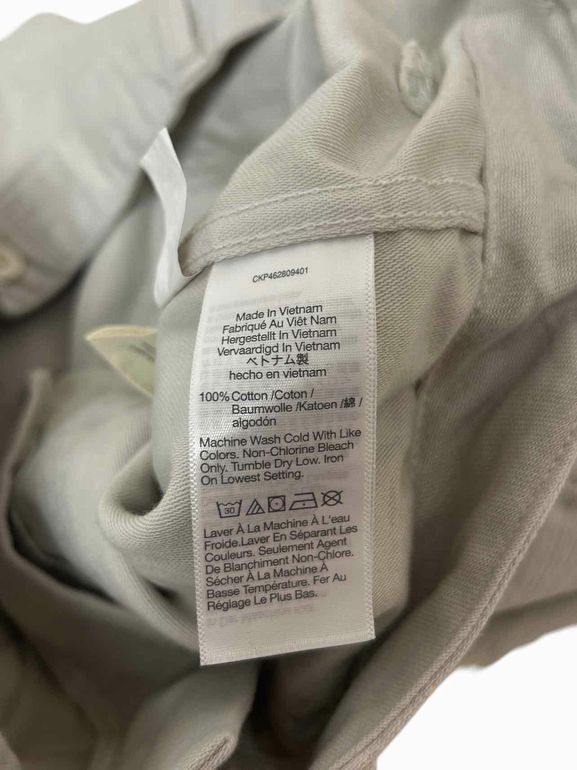 CKP462809401
Made In Vietnam
Fabriqué Au Viêt Nam
Hergestellt In Vietnam
Vervaardigd In Vietnam
ベトナム製
hecho en vietnam
100% Cotton /Coton /
Baumwolle /Katoen /綿/
algodón
Machine Wash Cold With Like
Colors. Non-Chlorine Bleach
Only. Tumble Dry Low. Iron
On Lowest Setting.
30
Laver À La Machine À L'eau
Froide.Laver En Séparant Les
Couleurs. Seulement Agent
De Blanchiment Non-Chlore.
Sécher À La Machine À
Basse Température. Fer Au
Réglage Le Plus Bas.